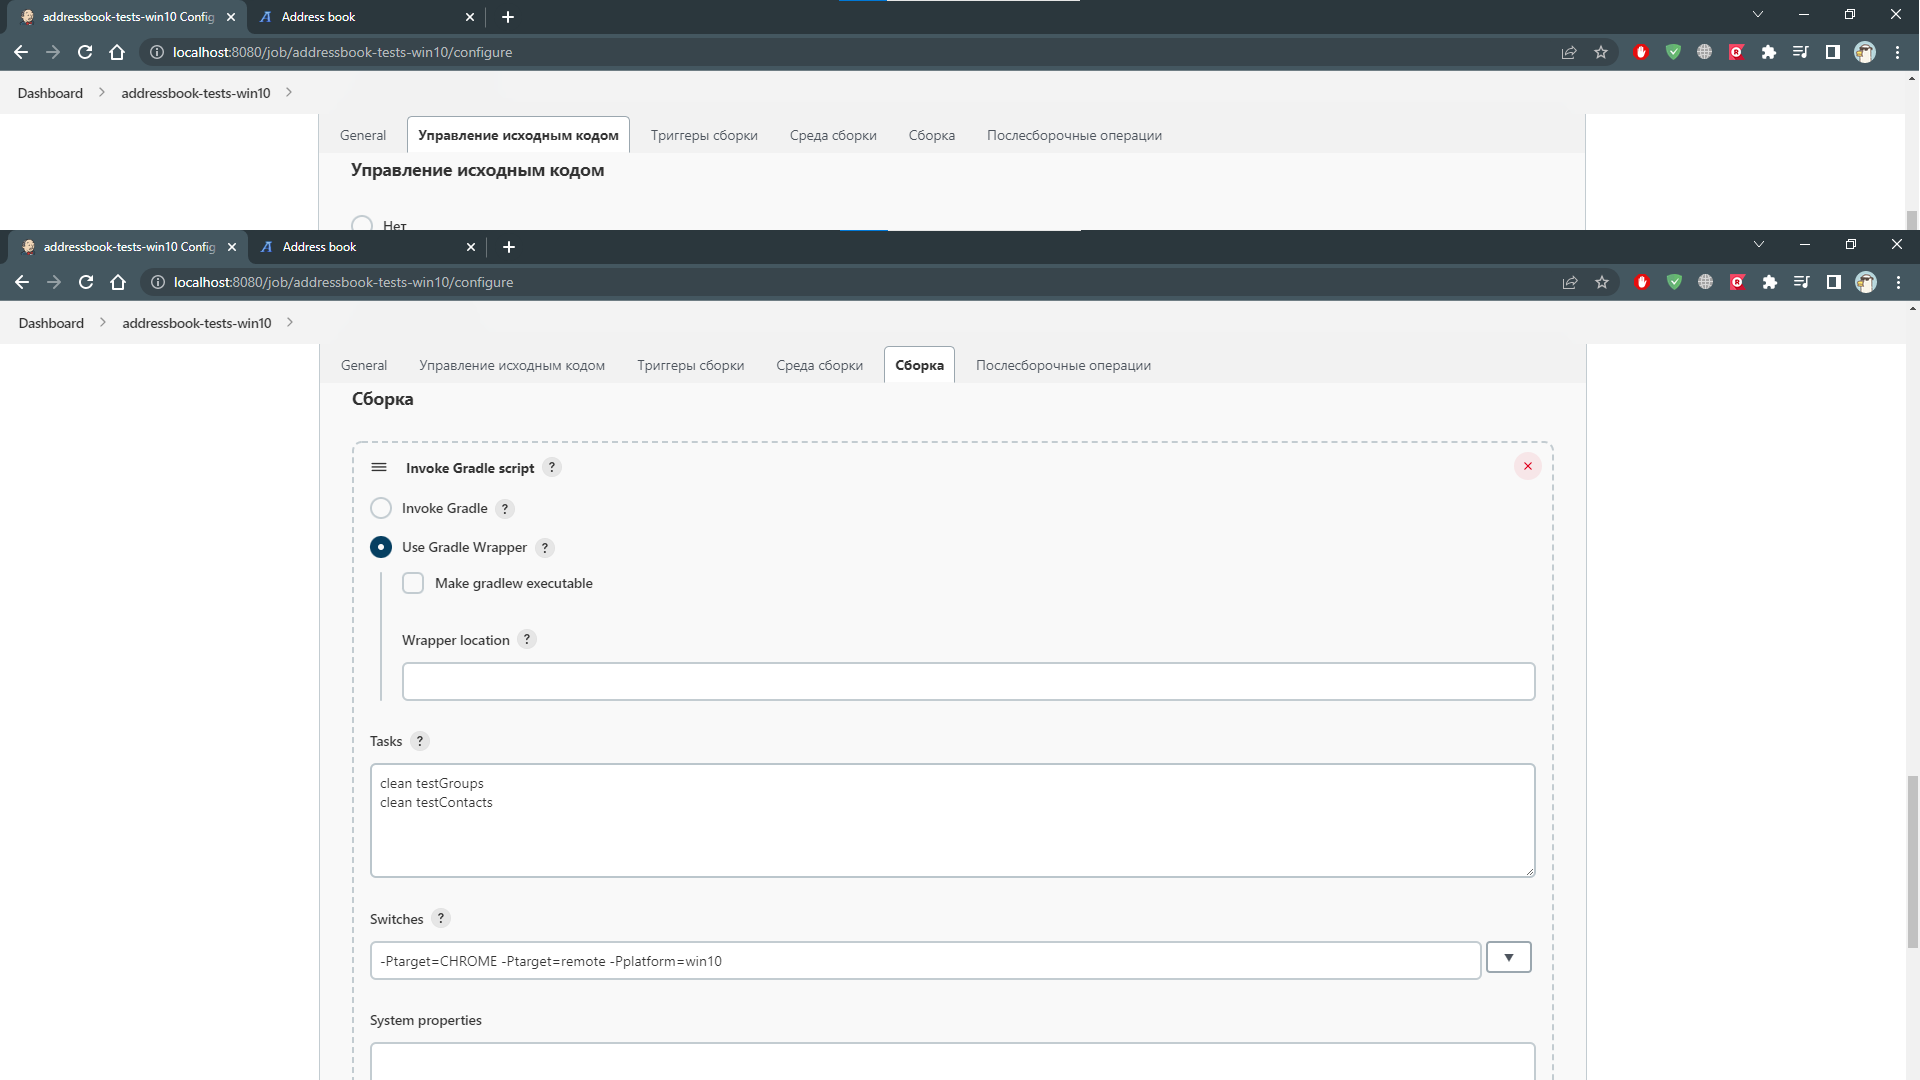 addressbook-tests-win10 Config
Address book
localhost:8080/job/addressbook-tests-win10/configure
Dashboard
addressbook-tests-win10
General
Управление исходным кодом
Триггеры сборки
Среда сборки
Сборка
Послесборочные операции
Управление исходным кодом
Нет
addressbook-tests-win10 Config
Address book
localhost:8080/job/addressbook-tests-win10/configure
Dashboard
addressbook-tests-win10
General
Управление исходным кодом
Триггеры сборки
Среда сборки
Сборка
Послесборочные операции
Сборка
Invoke Gradle script ?
Invoke Gradle ?
Use Gradle Wrapper ?
Make gradlew executable
Wrapper location ?
Tasks ?
clean testGroups
clean testContacts
Switches ?
-Ptarget=CHROME -Ptarget=remote -Pplatform=win10
System properties